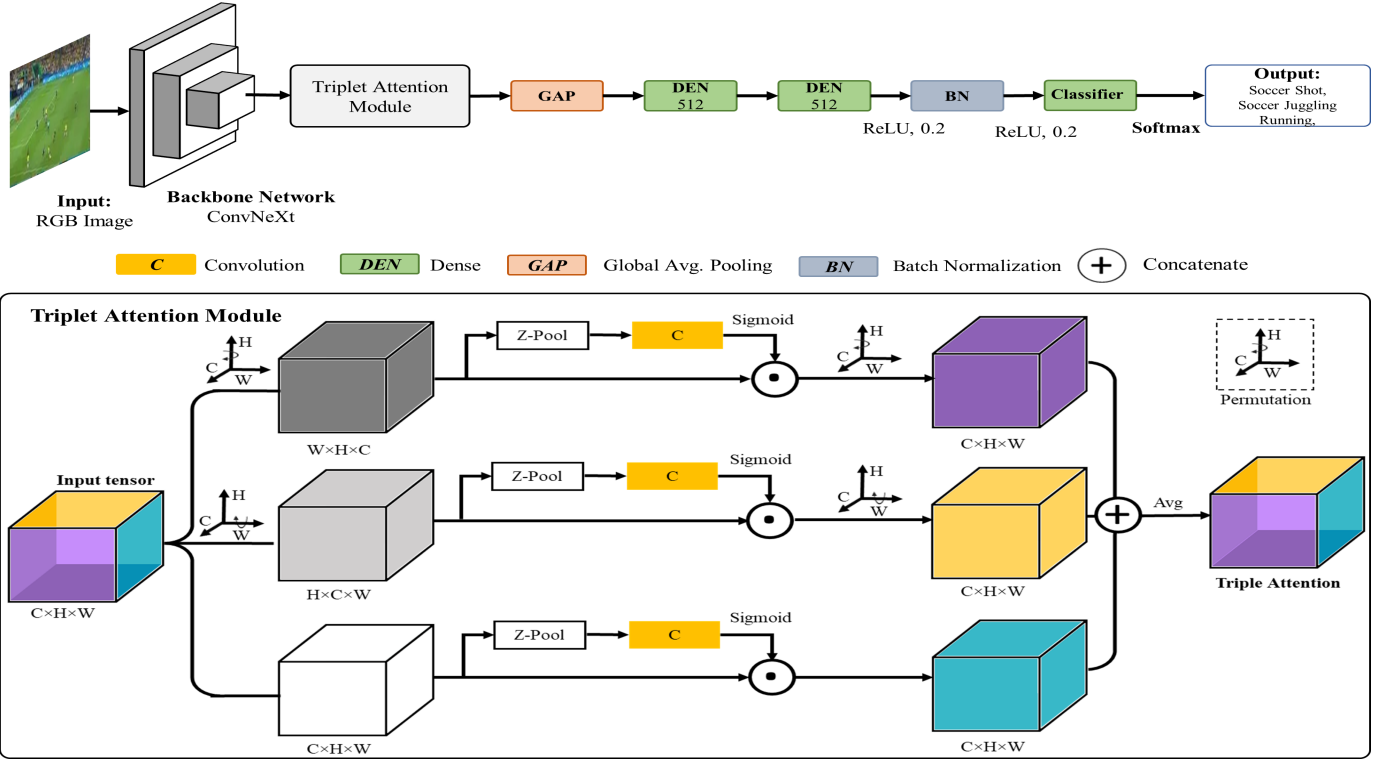 Triplet Attention
Module
GAP
DEN
512
DEN
512
BN
Classifier
Output:
Soccer Shot,
Soccer Juggling
Running,
ReLU, 0.2
ReLU, 0.2
Softmax
Input:
RGB Image
Backbone Network
ConvNeXt
C Convolution
DEN Dense
GAP Global Avg. Pooling
BN Batch Normalization
+ Concatenate
Triplet Attention Module
H
C
W
W×H×C
Z-Pool
C
Sigmoid
H
C
W
C×H×W
H
C
W
Permutation
Input tensor
C×H×W
H
C
W
H×C×W
Z-Pool
C
Sigmoid
H
C
W
C×H×W
+
Avg
Triple Attention
C×H×W
Z-Pool
C
Sigmoid
C×H×W